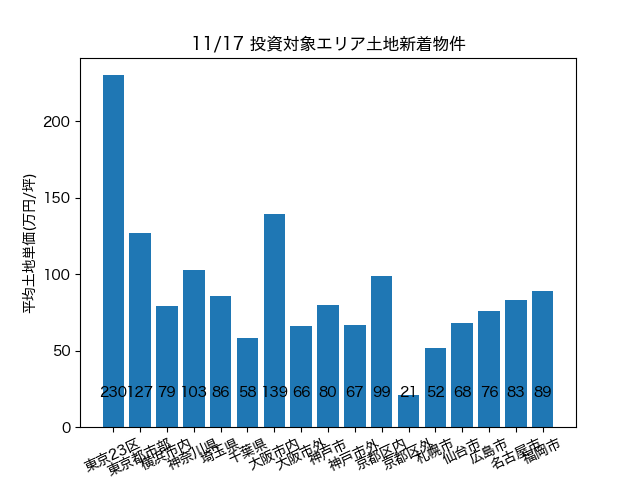 11/17 投資対象エリア土地新着物件
平均土地単価(万円/坪)
200
150
100
50
0
230 127 79 103 86 58 139 66 80 67 99 21 52 68 76 83 89
東京23区
東京都市部
横浜市内
神奈川県
埼玉県
千葉県
大阪市内
大阪市外
神戸市
神戸市外
京都区内
京都区外
札幌市
仙台市
広島市
名古屋市
福岡市